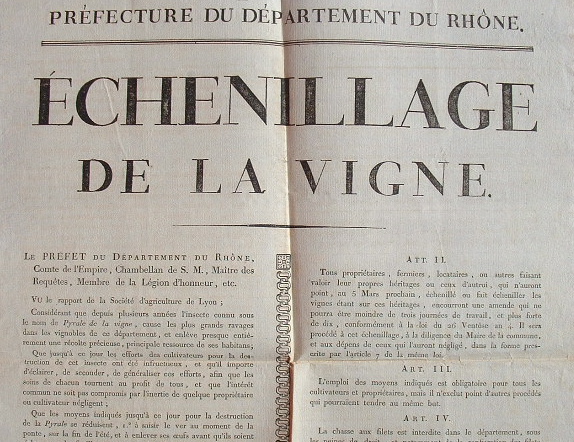 PRÉFECTURE DU DÉPARTEMENT DU RHÔNE.
ÉCHENILLAGE
DE LA VIGNE.
LE PRÉFET DU DÉPARTEMENT DU RHÔNE,
Comte de l'Empire, Chambellan de S. M., Maître des
Requêtes, Membre de la Légion d'honneur, etc.
VU le rapport de la Société d'agriculture de Lyon ;
Considérant que depuis plusieurs années l'insecte connu sous
le nom de Pyrale de la vigne, cause les plus grands ravages
dans les vignobles de ce département, et enlève presque entiè-
rement une récolte précieuse, principale ressource de ses habitans;
Que jusqu'à ce jour les efforts des cultivateurs pour la des-
truction de cet insecte ont été infructueux, et qu'il importe
d'éclairer, de seconder, de généraliser ces efforts, afin que les
soins de chacun tournent au profit de tous, et que l'intérêt
commun ne soit pas compromis par l'inertie de quelque propriétaire
ou cultivateur négligent ;
Que les moyens indiqués jusqu'à ce jour pour la destruction
de la Pyrale se réduisent, 1.° à saisir le ver au moment de la
ponte, sur la fin de l'été, et à enlever ses œufs avant qu'ils soient
ART. II.
Tous propriétaires, fermiers, locataires, ou autres faisant
valoir leur propres héritages ou ceux d'autrui, qui n'auront
point, au 5 Mars prochain, échenillé ou fait écheniller les
vignes étant sur ces héritages, encourront une amende qui ne
pourra être moindre de trois journées de travail, et plus forte
de dix, conformément à la loi du 26 Ventôse an 4. Il sera
procédé à cet échenillage, à la diligence du Maire de la commune,
et aux dépens de ceux qui l'auront négligé, dans la forme pres-
crite par l'article 7 de la même loi.
ART. III.
L'emploi des moyens indiqués est obligatoire pour tous les
cultivateurs et propriétaires, mais il n'exclut point d'autres procédés
qui pourraient tendre au même but.
ART. IV.
La chasse aux filets est interdite dans le département, sous